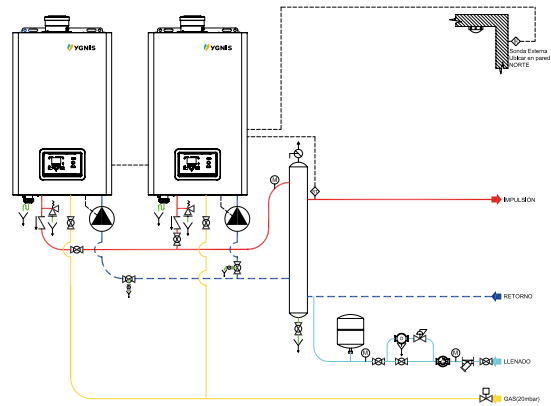 YGNIS
YGNIS
Sonda Externa
Ubicar en pared
NORTE
M
IMPULSIÓN
RETORNO
M
M
LLENADO
GAS(20mbar)